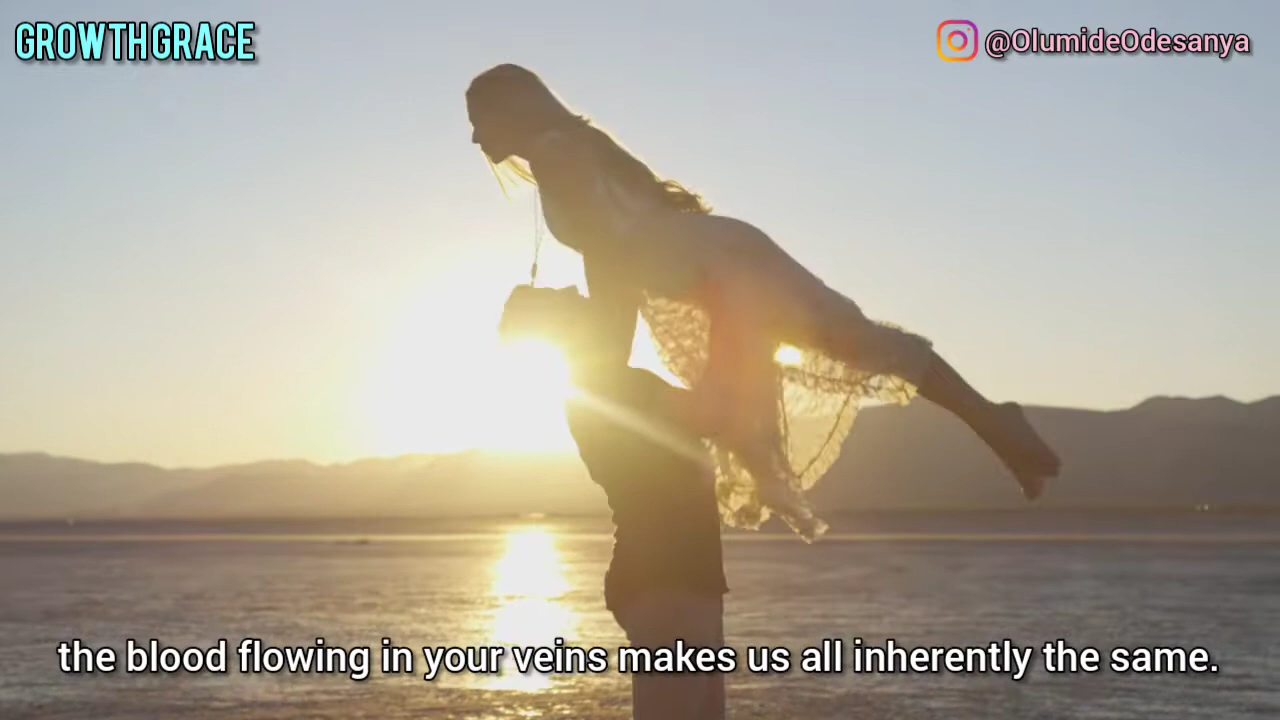 GROWTHGRACE
@OlumideOdesanya
the blood flowing in your veins makes us all inherently the same.